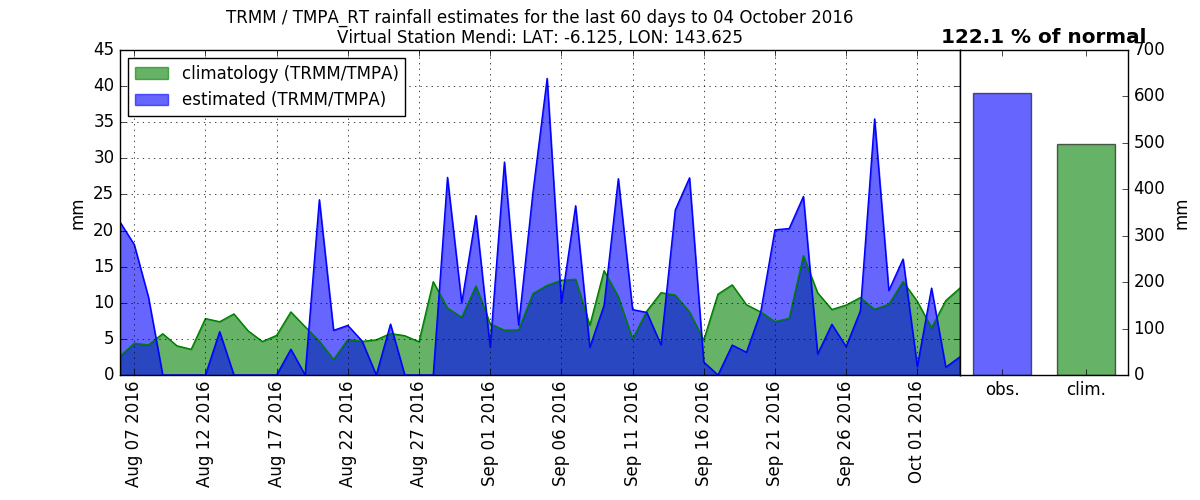 TRMM / TMPA_RT rainfall estimates for the last 60 days to 04 October 2016
Virtual Station Mendi: LAT: -6.125, LON: 143.625
122.1 % of normal
climatology (TRMM/TMPA)
estimated (TRMM/TMPA)
mm
45
40
35
30
25
20
15
10
5
0
Aug 07 2016
Aug 12 2016
Aug 17 2016
Aug 22 2016
Aug 27 2016
Sep 01 2016
Sep 06 2016
Sep 11 2016
Sep 16 2016
Sep 21 2016
Sep 26 2016
Oct 01 2016
700
600
500
400
300
200
100
0
mm
obs.
clim.